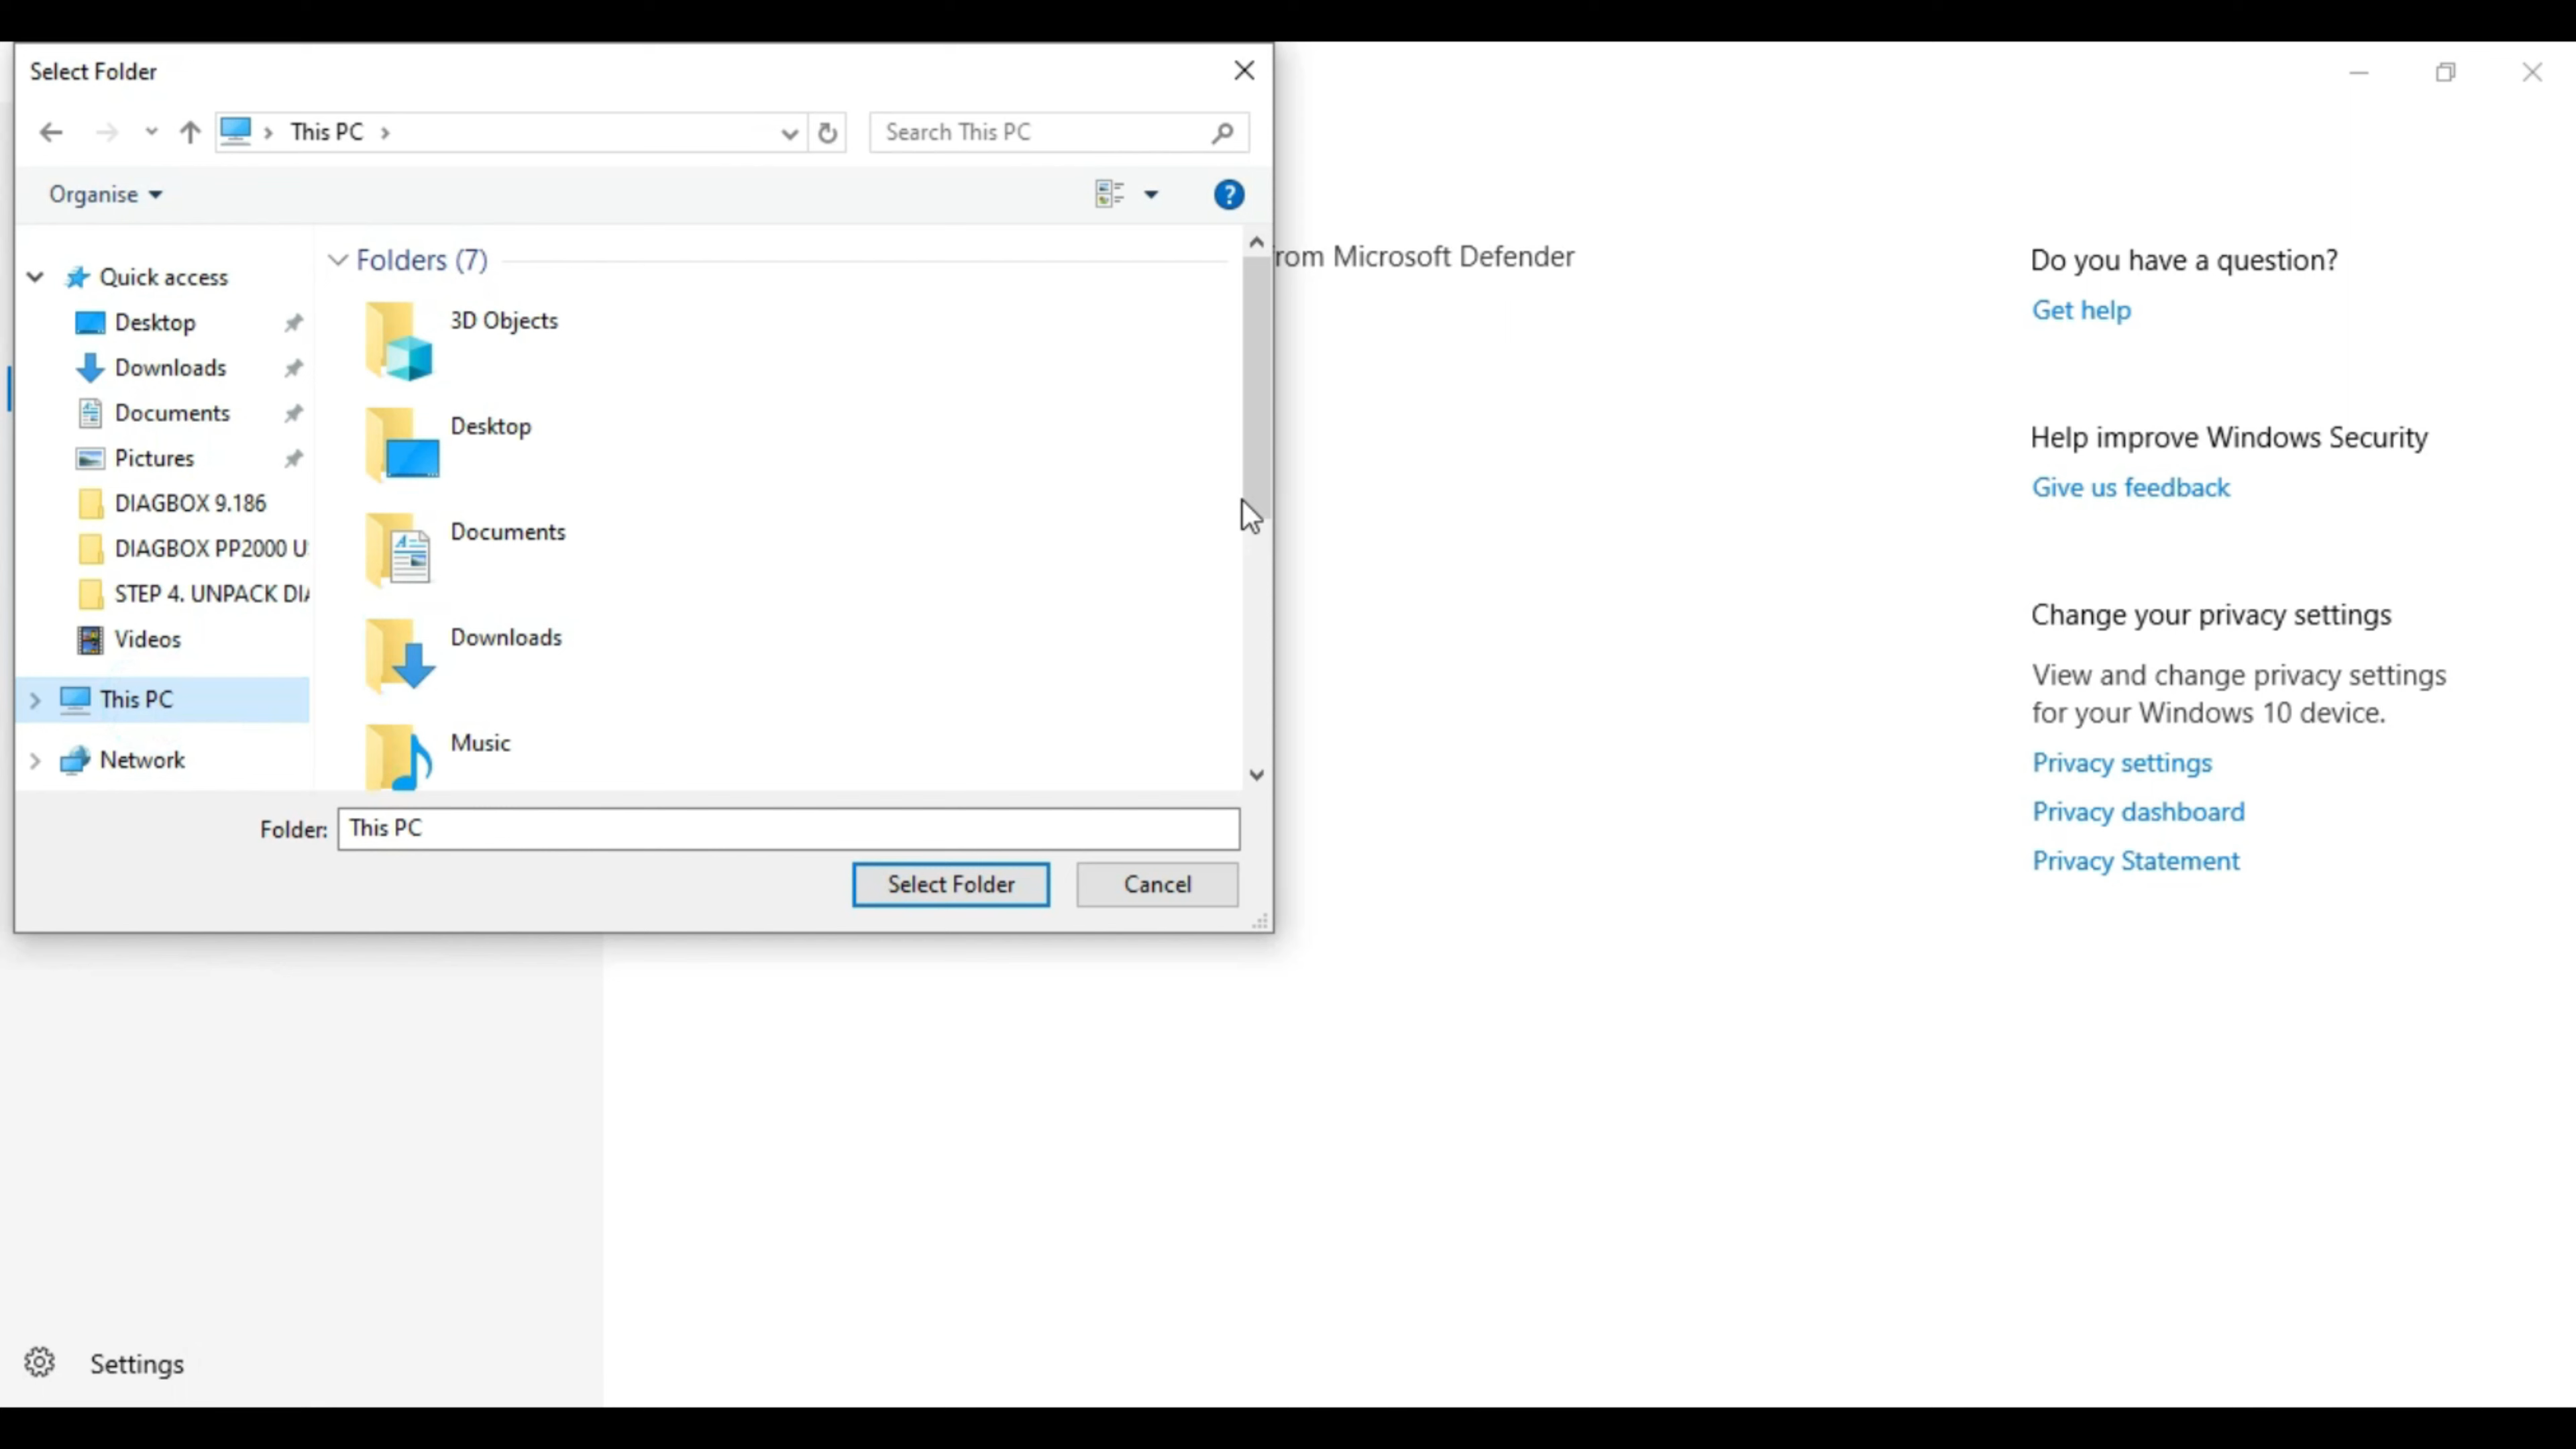 Select Folder
This PC
Search This PC
Organise
Quick access
Desktop
Downloads
Documents
Pictures
DIAGBOX 9.186
DIAGBOX PP2000 U
STEP 4. UNPACK DIA
Videos
This PC
Network
Folders (7)
3D Objects
Desktop
Documents
Downloads
Music
Folder: This PC
Select Folder
Cancel
rom Microsoft Defender
Do you have a question?
Get help
Help improve Windows Security
Give us feedback
Change your privacy settings
View and change privacy settings
for your Windows 10 device.
Privacy settings
Privacy dashboard
Privacy Statement
Settings